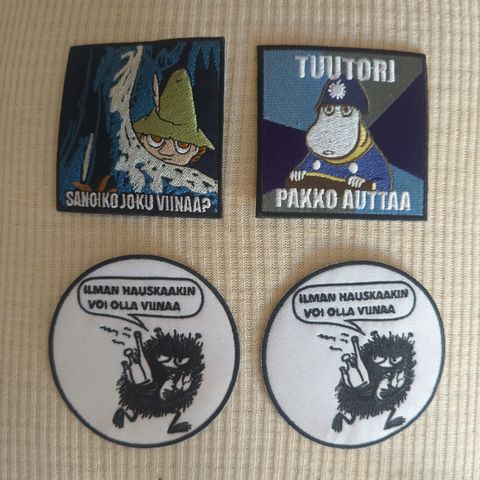 SANOIKO JOKU VIINAA?
TUUTORI
PAKKO AUTTAA
ILMAN HAUSKAAKIN
VOI OLLA VIINAA
ILMAN HAUSKAAKIN
VOI OLLA VIINAA